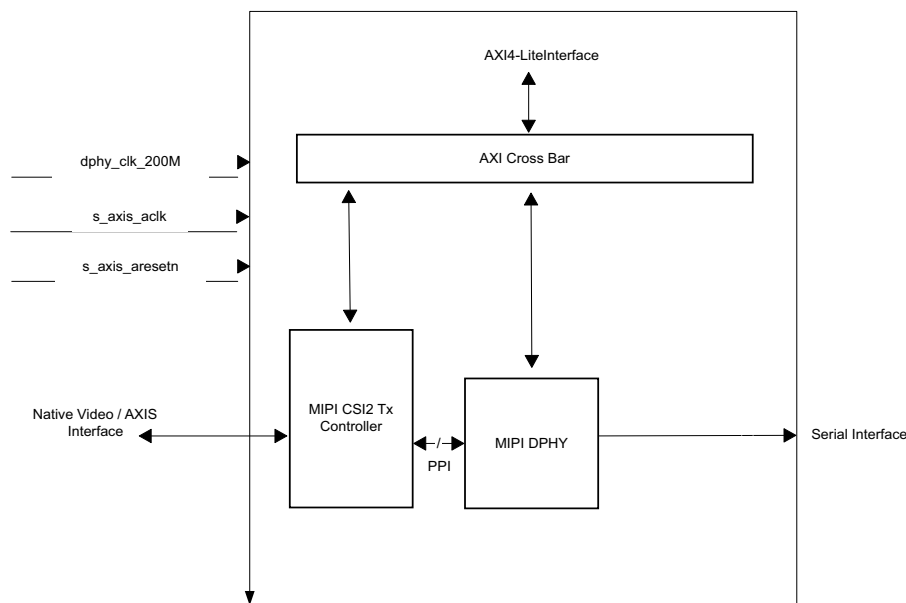 AXI4-LiteInterface
AXI Cross Bar
dphy_clk_200M
s_axis_aclk
s_axis_aresetn
MIPI CSI2 Tx
Controller
Native Video / AXIS
Interface
/
PPI
MIPI DPHY
Serial Interface